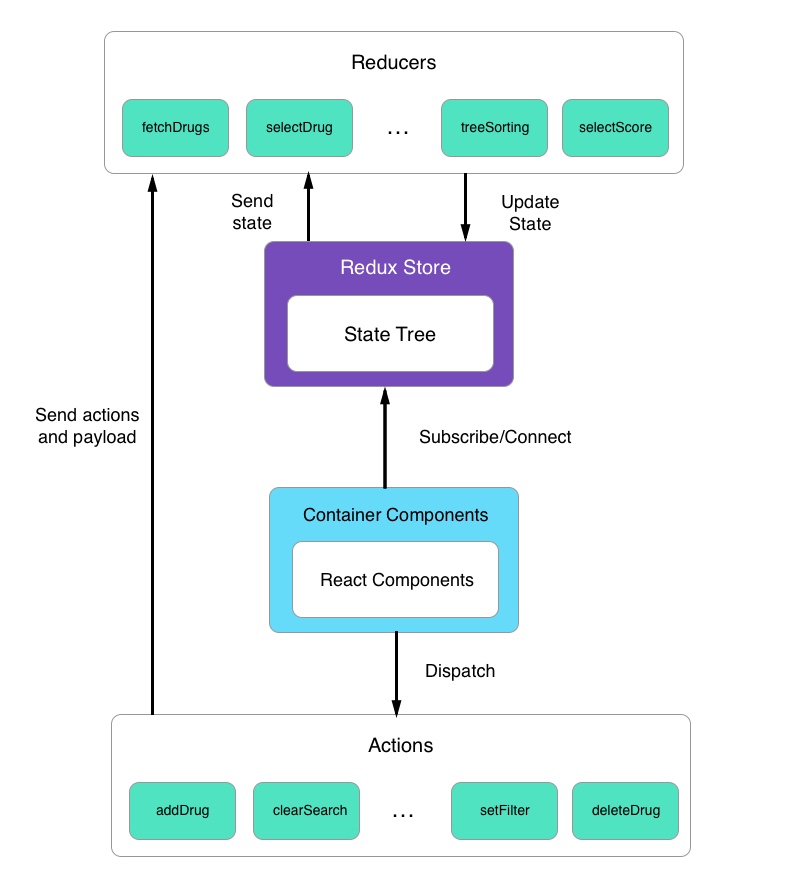 Reducers
fetchDrugs
selectDrug
...
treeSorting
selectScore
Send
state
Update
State
Redux Store
State Tree
Send actions
and payload
Subscribe/Connect
Container Components
React Components
Dispatch
Actions
addDrug
clearSearch
...
setFilter
deleteDrug